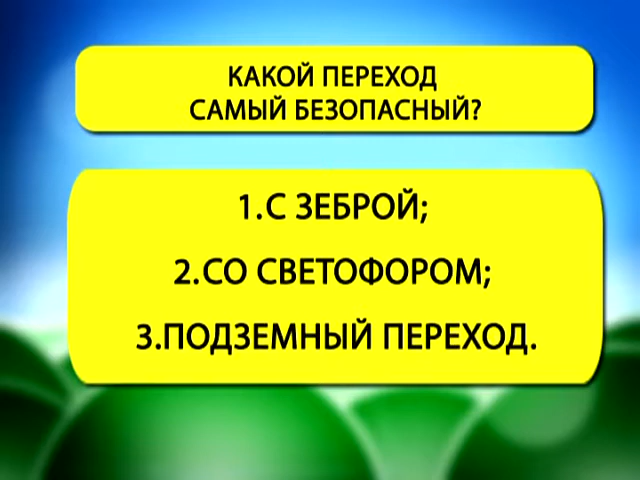 КАКОЙ ПЕРЕХОД
САМЫЙ БЕЗОПАСНЫЙ?
1.С ЗЕБРОЙ;
2.СО СВЕТОФОРОМ;
3.ПОДЗЕМНЫЙ ПЕРЕХОД.